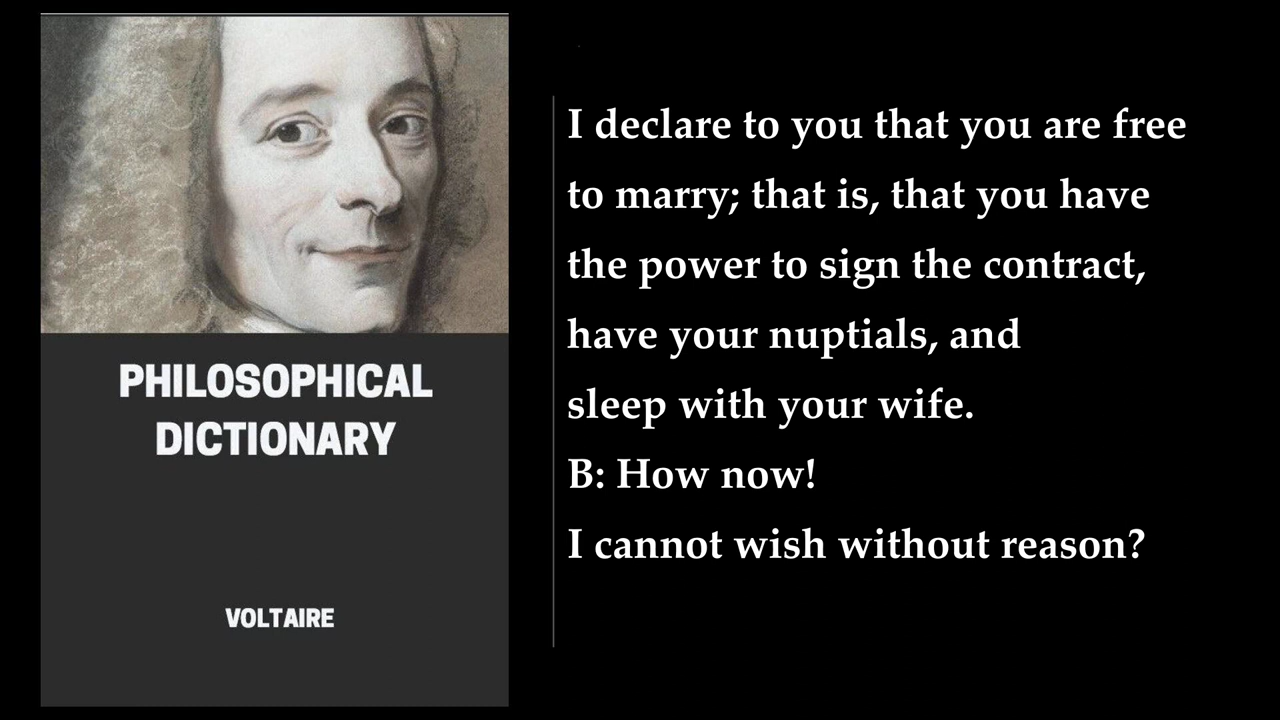 PHILOSOPHICAL
DICTIONARY
VOLTAIRE
I declare to you that you are free
to marry; that is, that you have
the power to sign the contract,
have your nuptials, and
sleep with your wife.
B: How now!
I cannot wish without reason?